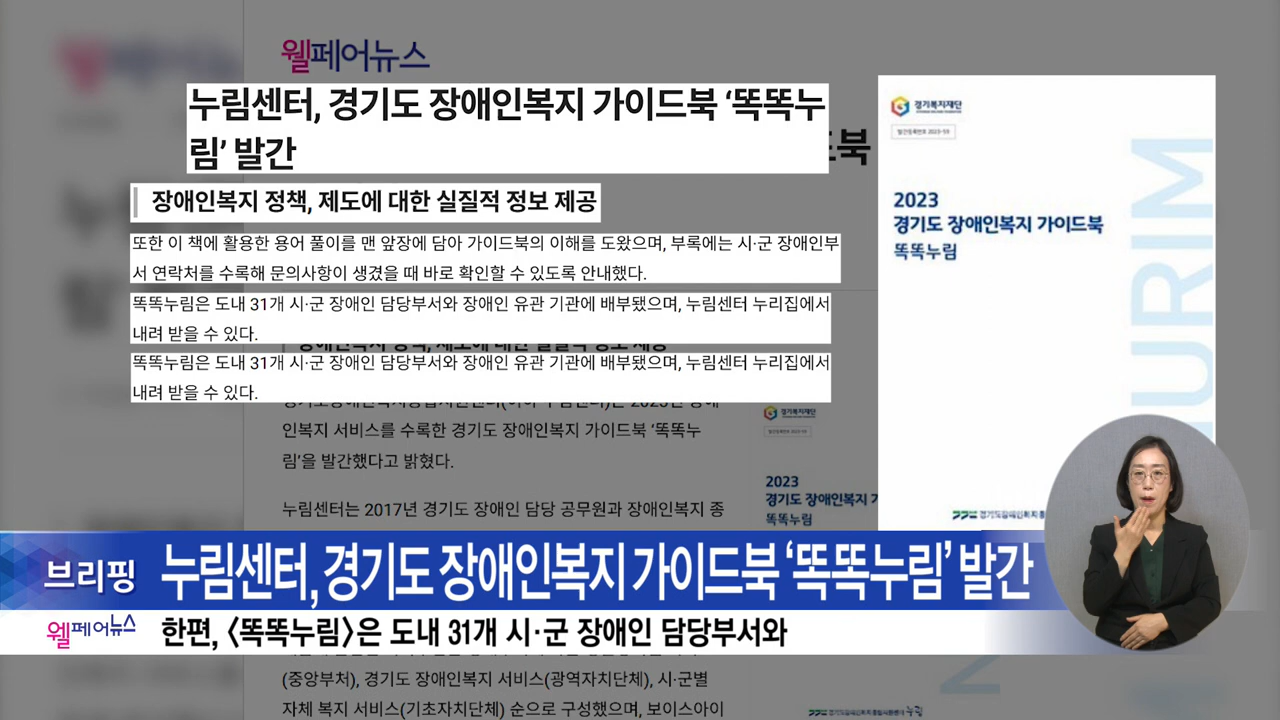 웰페어뉴스
누림센터, 경기도 장애인복지 가이드북 ‘똑똑누
림’ 발간
북
장애인복지 정책, 제도에 대한 실질적 정보 제공
또한 이 책에 활용한 용어 풀이를 맨 앞장에 담아 가이드북의 이해를 도왔으며, 부록에는 시·군 장애인부
서 연락처를 수록해 문의사항이 생겼을 때 바로 확인할 수 있도록 안내했다.
똑똑누림은 도내 31개 시·군 장애인 담당부서와 장애인 유관 기관에 배부됐으며, 누림센터 누리집에서
내려 받을 수 있다.
똑똑누림은 도내 31개 시·군 장애인 담당부서와 장애인 유관 기관에 배부됐으며, 누림센터 누리집에서
내려 받을 수 있다.
인복지 서비스를 수록한 경기도 장애인복지 가이드북 ‘똑똑누
림’을 발간했다고 밝혔다.
누림센터는 2017년 경기도 장애인 담당 공무원과 장애인복지 종
(중앙부처), 경기도 장애인복지 서비스(광역자치단체), 시·군별
자체 복지 서비스(기초자치단체) 순으로 구성했으며, 보이스아이
경기복지재단
2023
경기도 장애인복지 가
똑똑누림
경기복지재단
발간등록번호 2023-59
2023
경기도 장애인복지 가이드북
똑똑누림
URIM
브리핑
누림센터, 경기도 장애인복지 가이드북 ‘똑똑누림’ 발간
웰페어뉴스
한편, <똑똑누림>은 도내 31개 시·군 장애인 담당부서와